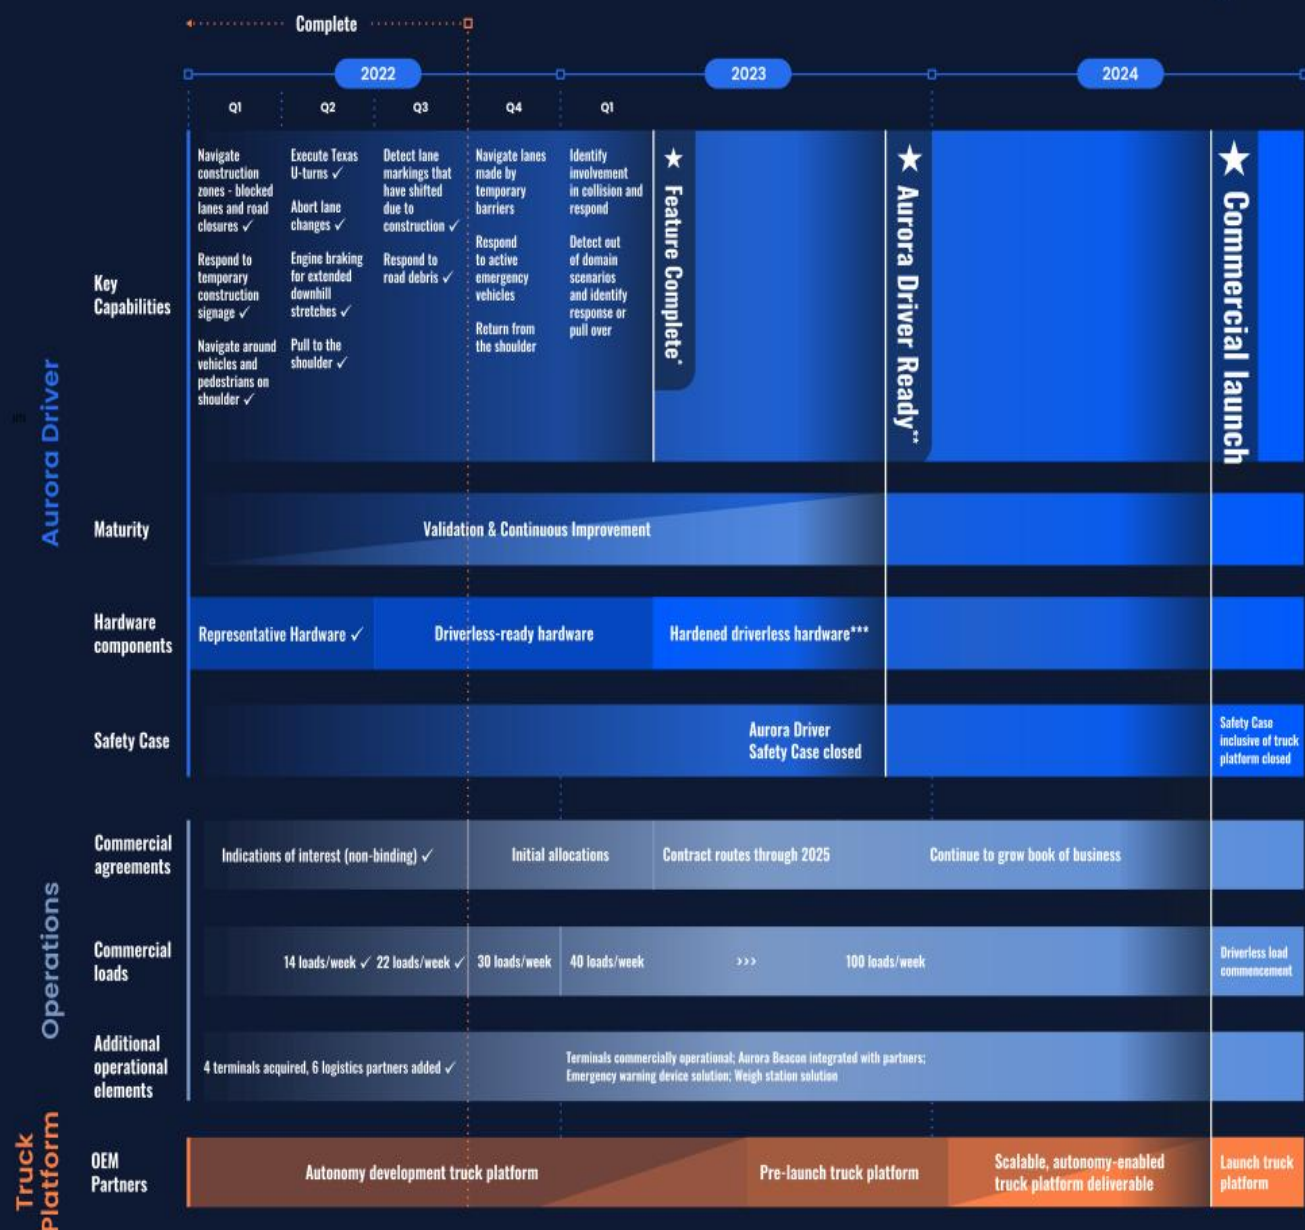 Complete
2022
2023
2024
Q1
Q2
Q3
Q4
Q1
Aurora Driver
Key
Capabilities
Navigate
construction
zones - blocked
lanes and road
closures ✓
Respond to
temporary
construction
signage ✓
Navigate around
vehicles and
pedestrians on
shoulder ✓
Execute Texas
U-turns ✓
Abort lane
changes ✓
Engine braking
for extended
downhill
stretches ✓
Pull to the
shoulder ✓
Detect lane
markings that
have shifted
due to
construction ✓
Respond to
road debris ✓
Navigate lanes
made by
temporary
barriers
Respond
to active
emergency
vehicles
Return from
the shoulder
Identify
involvement
in collision and
respond
Detect out
of domain
scenarios
and identify
response or
pull over
★ Feature Complete*
★ Aurora Driver Ready**
★ Commercial launch
Maturity
Validation & Continuous Improvement
Hardware
components
Representative Hardware ✓
Driverless-ready hardware
Hardened driverless hardware***
Safety Case
Aurora Driver
Safety Case closed
Safety Case
inclusive of truck
platform closed
Operations
Commercial
agreements
Indications of interest (non-binding) ✓
Initial allocations
Contract routes through 2025
Continue to grow book of business
Commercial
loads
14 loads/week ✓
22 loads/week ✓
30 loads/week
40 loads/week
›››
100 loads/week
Driverless load
commencement
Additional
operational
elements
4 terminals acquired, 6 logistics partners added ✓
Terminals commercially operational; Aurora Beacon integrated with partners;
Emergency warning device solution; Weigh station solution
Truck
Platform
OEM
Partners
Autonomy development truck platform
Pre-launch truck platform
Scalable, autonomy-enabled
truck platform deliverable
Launch truck
platform